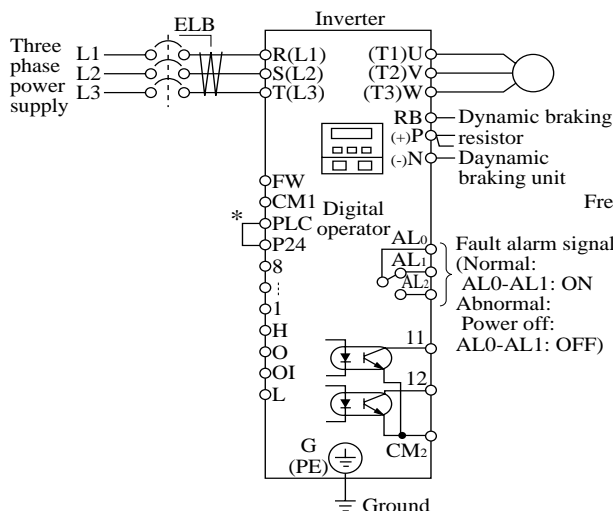 ELB
Inverter
Three
phase
power
supply
L1
L2
L3
R(L1)
S(L2)
T(L3)
(T1)U
(T2)V
(T3)W
RB
(+)P
(-)N
Dynamic braking
resistor
Daynamic
braking unit
Fre
FW
CM1
PLC
P24
8
1
H
O
OI
L
*
Digital
operator
AL0
AL1
AL2
Fault alarm signal
(Normal:
AL0-AL1: ON
Abnormal:
Power off:
AL0-AL1: OFF)
11
12
CM2
G
(PE)
Ground